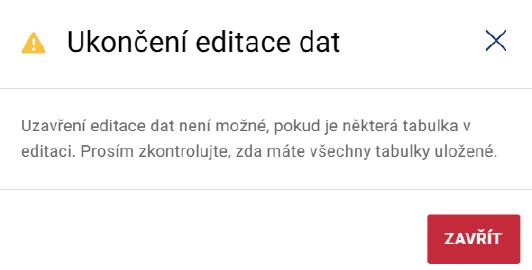 Ukončení editace dat
Uzavření editace dat není možné, pokud je některá tabulka v
editaci. Prosím zkontrolujte, zda máte všechny tabulky uložené.
ZAVŘÍT